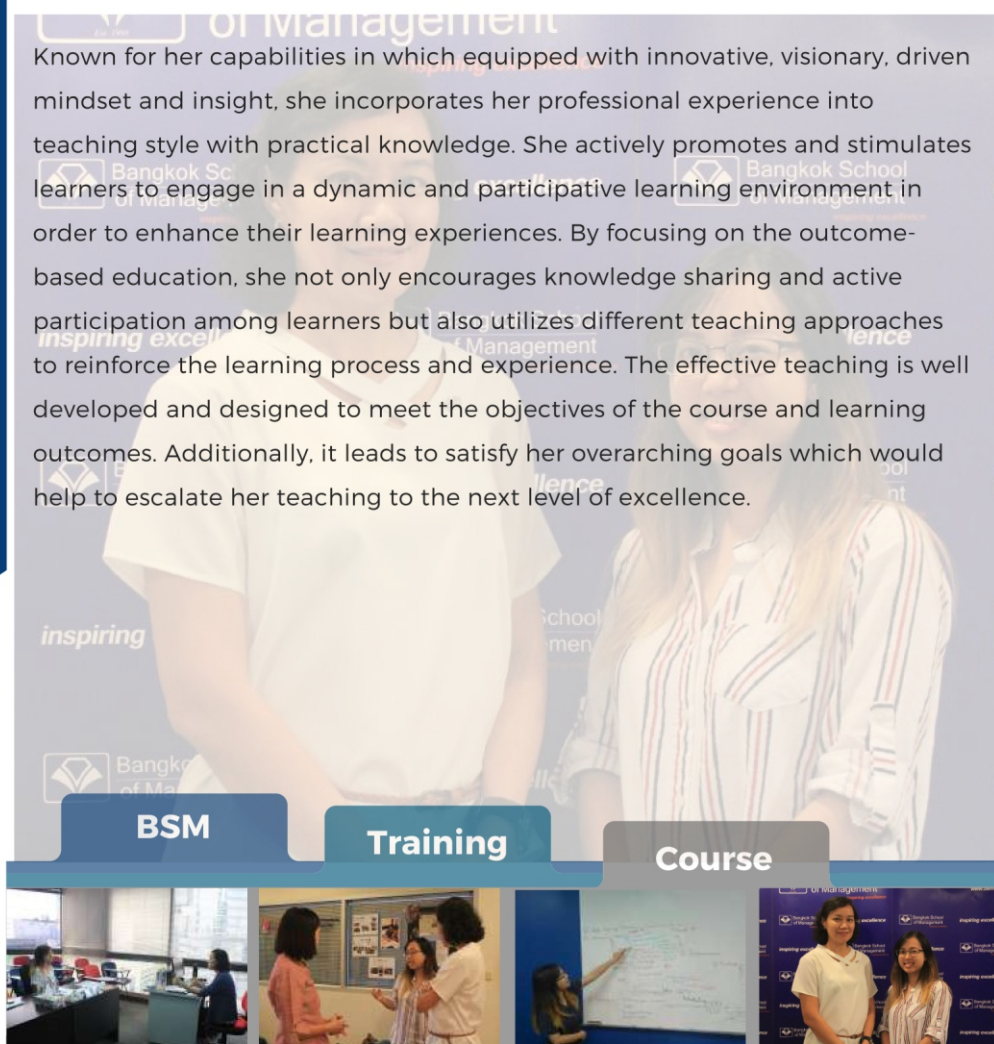 of Management
Known for her capabilities in which equipped with innovative, visionary, driven
mindset and insight, she incorporates her professional experience into
teaching style with practical knowledge. She actively promotes and stimulates
learners to engage in a dynamic and participative learning environment in
order to enhance their learning experiences. By focusing on the outcome-
based education, she not only encourages knowledge sharing and active
participation among learners but also utilizes different teaching approaches
to reinforce the learning process and experience. The effective teaching is well
developed and designed to meet the objectives of the course and learning
outcomes. Additionally, it leads to satisfy her overarching goals which would
help to escalate her teaching to the next level of excellence.
Bangkok School
of Management
inspiring
BSM
Training
Course